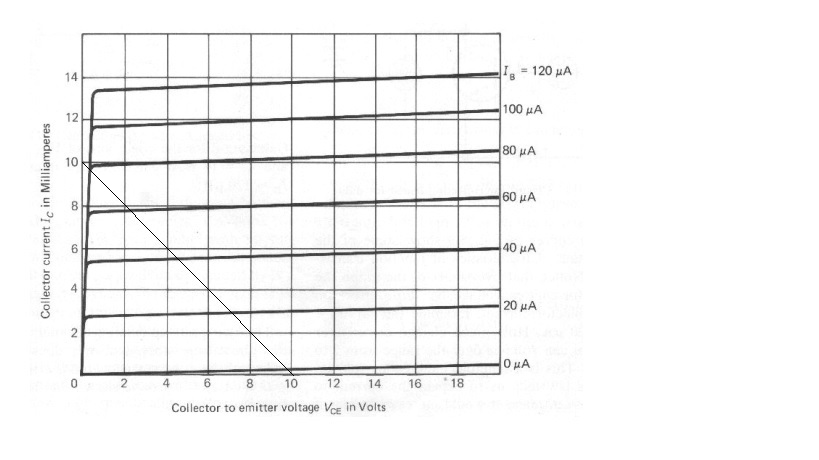 14
12
10
8
6
4
2
0
2
4
6
8
10
12
14
16
18
I_B = 120 μA
100 μA
80 μA
60 μA
40 μA
20 μA
0 μA
Collector current I_C in Milliamperes
Collector to emitter voltage V_CE in Volts